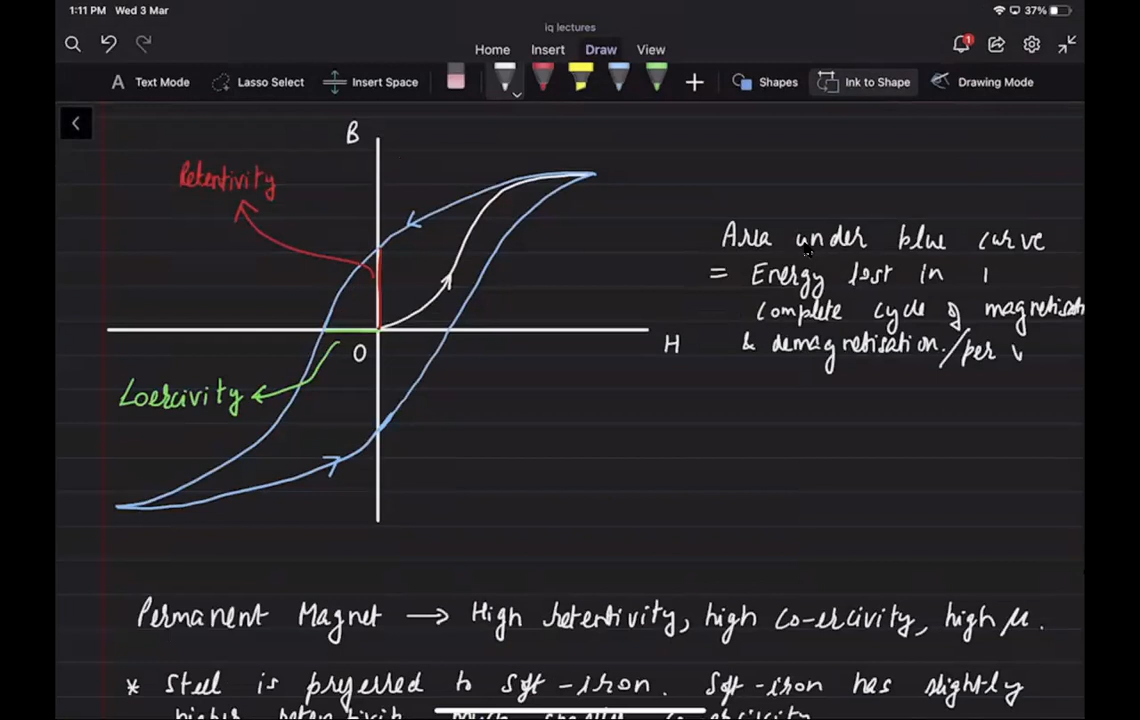 1:11 PM Wed 3 Mar
37%
iq lectures
Home Insert Draw View
1
A Text Mode
Lasso Select
Insert Space
Shapes
Ink to Shape
Drawing Mode
B
Retentivity
O
H
Coercivity
Area under blue curve
= Energy lost in 1
complete cycle of magnetisati
& demagnetisation./per v
Permanent Magnet → High retentivity, high co-ercivity, high μ.
* Steel is preferred to soft-iron. Soft-iron has slightly
higher